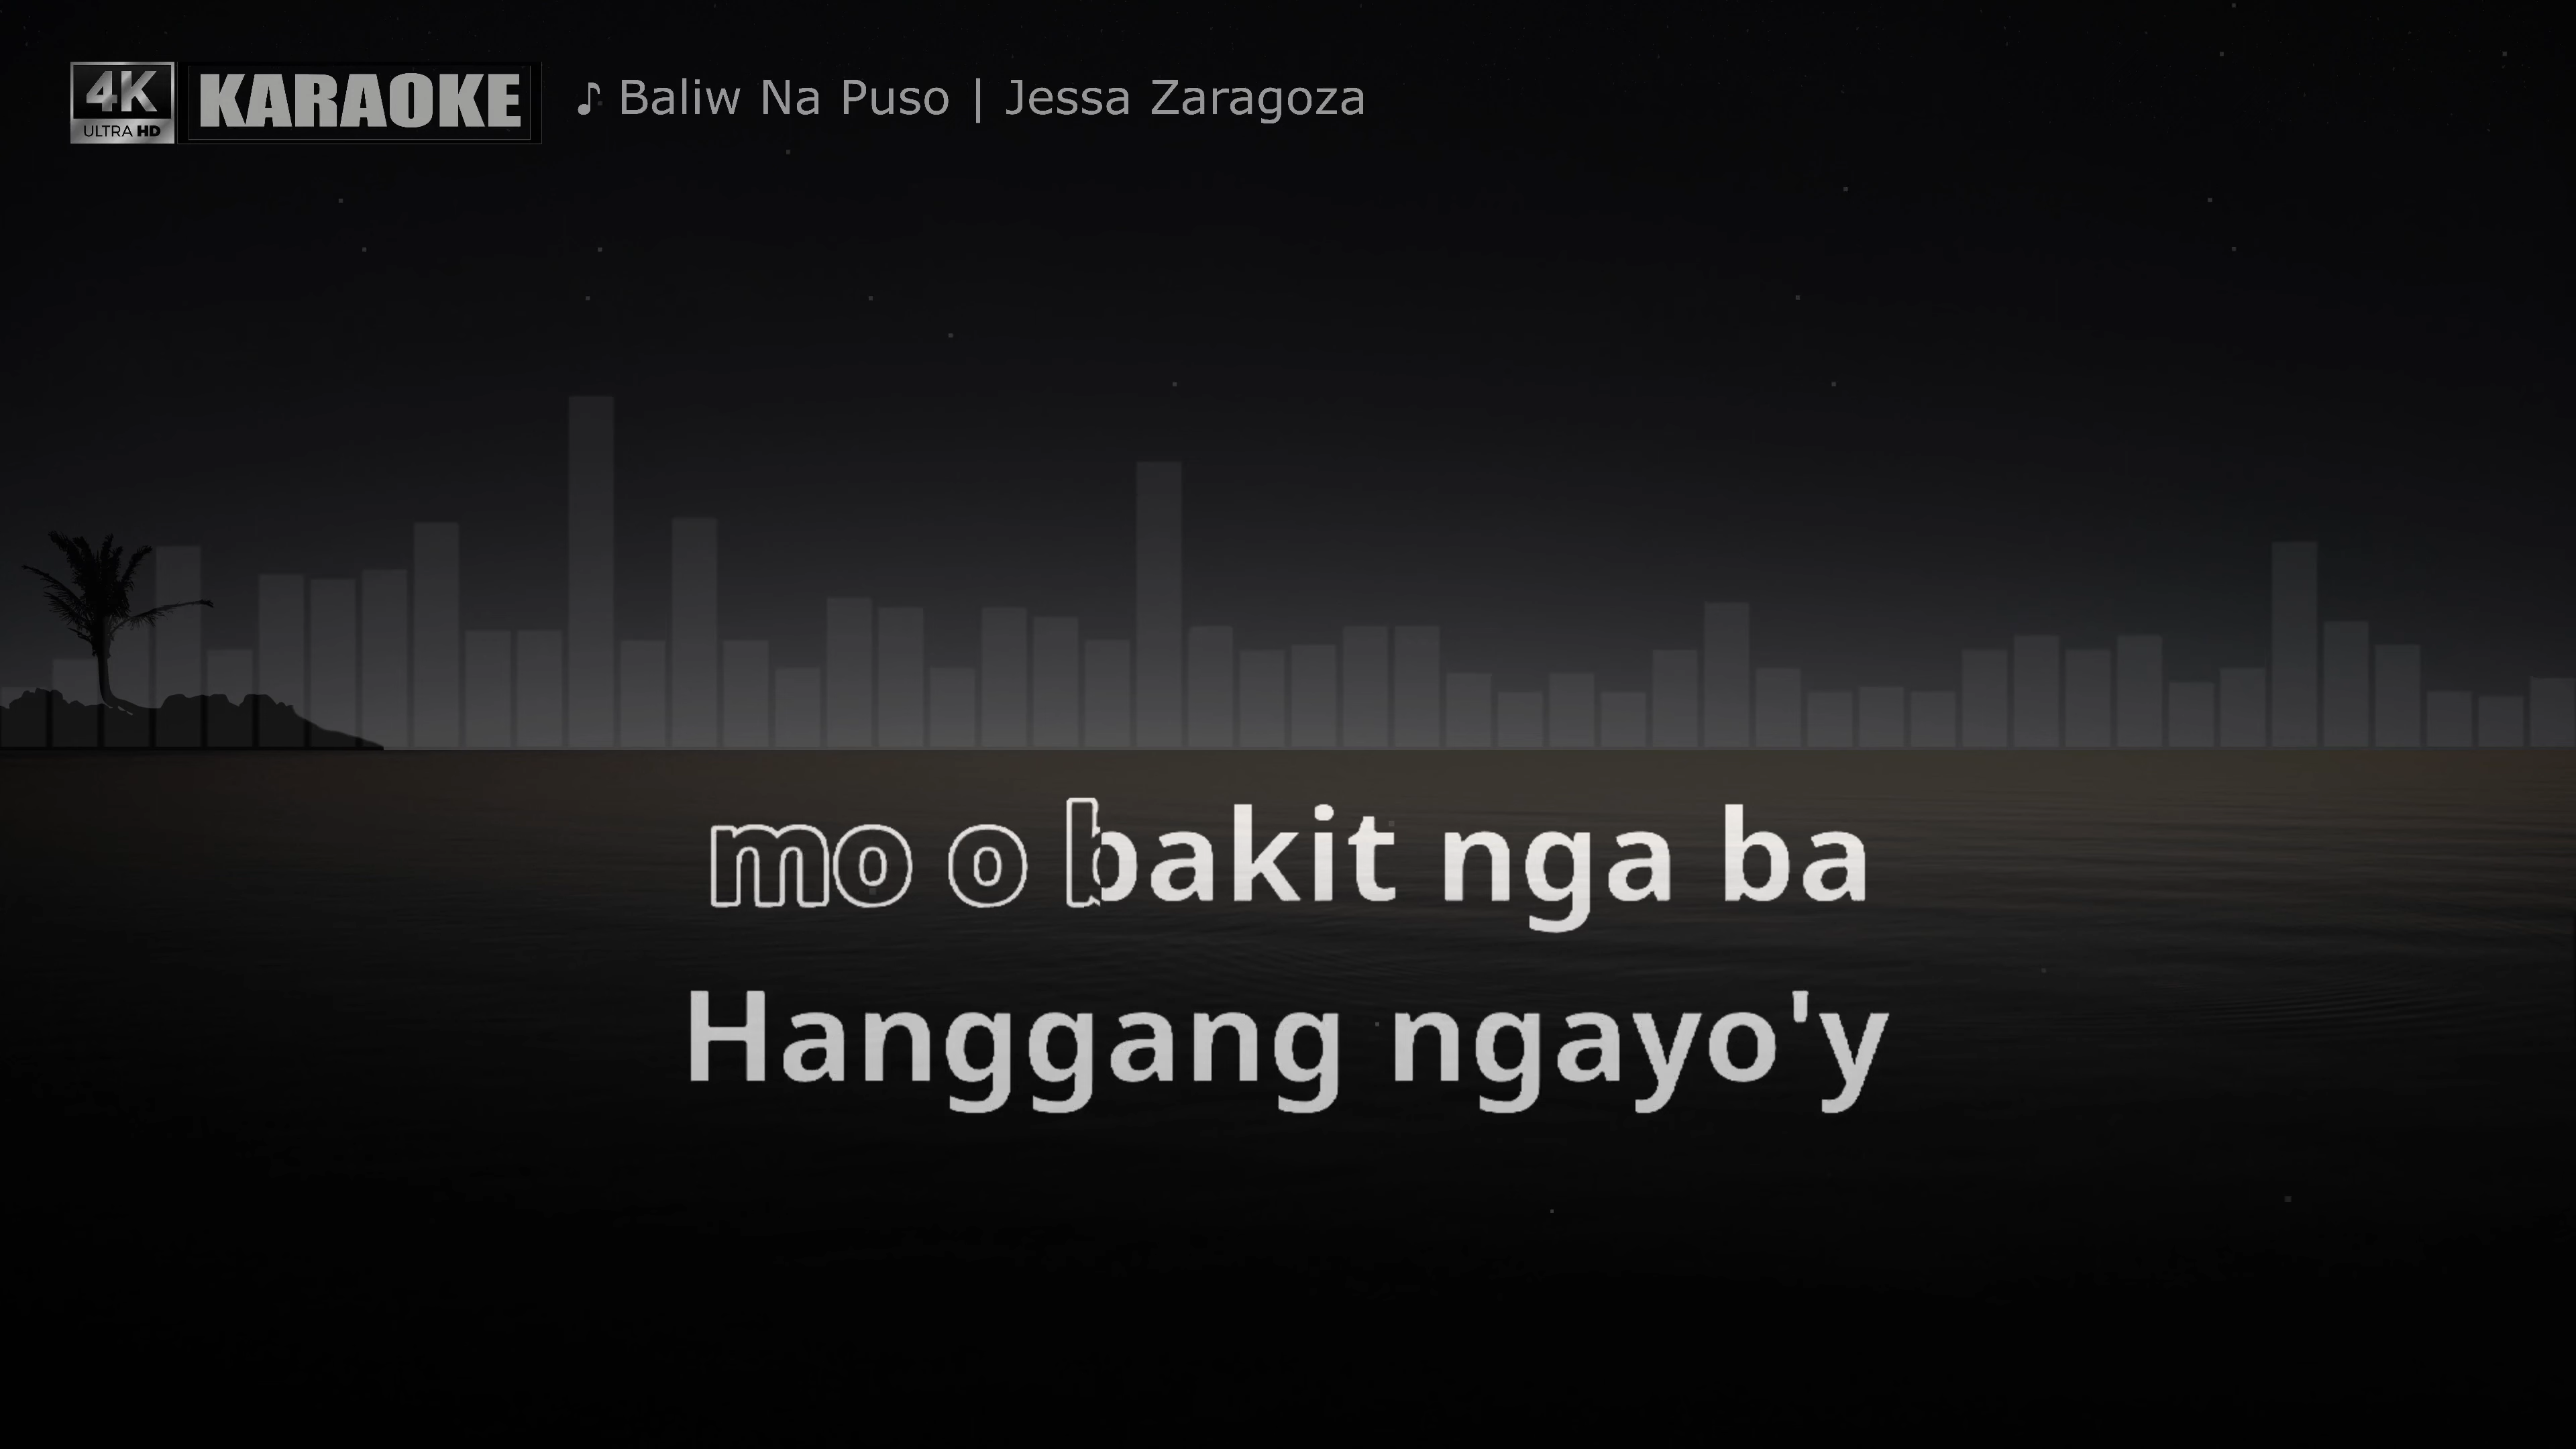 4K ULTRA HD KARAOKE ♪ Baliw Na Puso | Jessa Zaragoza
mo o bakit nga ba
Hanggang ngayo'y